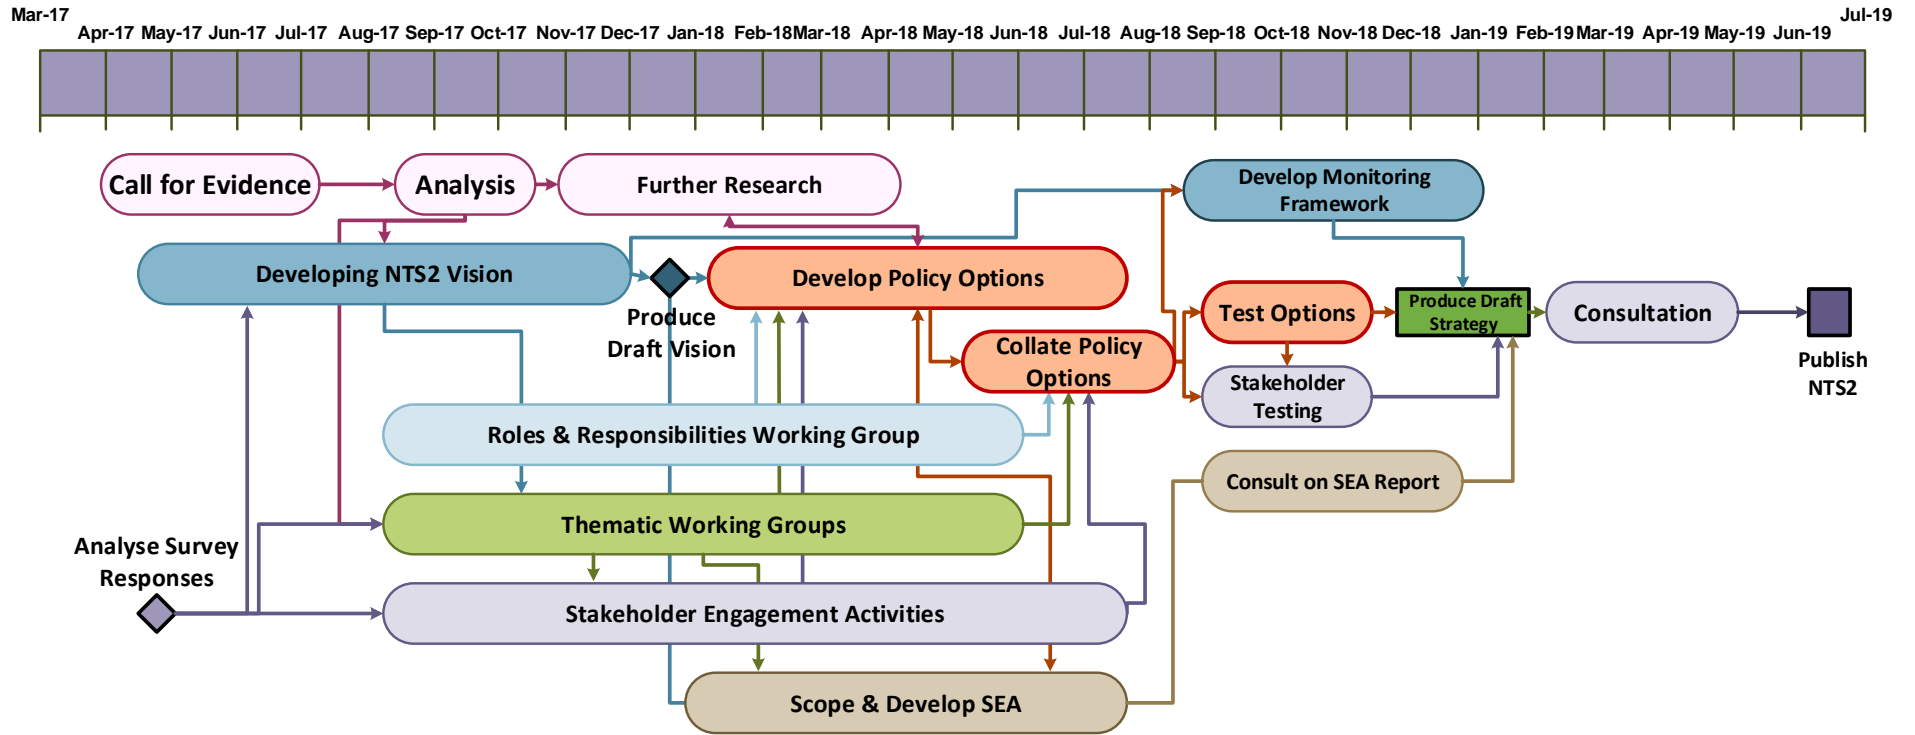 Mar-17
Jul-19
Apr-17 May-17 Jun-17 Jul-17 Aug-17 Sep-17 Oct-17 Nov-17 Dec-17 Jan-18 Feb-18 Mar-18 Apr-18 May-18 Jun-18 Jul-18 Aug-18 Sep-18 Oct-18 Nov-18 Dec-18 Jan-19 Feb-19 Mar-19 Apr-19 May-19 Jun-19
Call for Evidence
Analysis
Further Research
Develop Monitoring
Framework
Developing NTS2 Vision
Produce
Draft Vision
Develop Policy Options
Collate Policy
Options
Test Options
Produce Draft
Strategy
Consultation
Publish
NTS2
Stakeholder
Testing
Roles & Responsibilities Working Group
Consult on SEA Report
Thematic Working Groups
Analyse Survey
Responses
Stakeholder Engagement Activities
Scope & Develop SEA